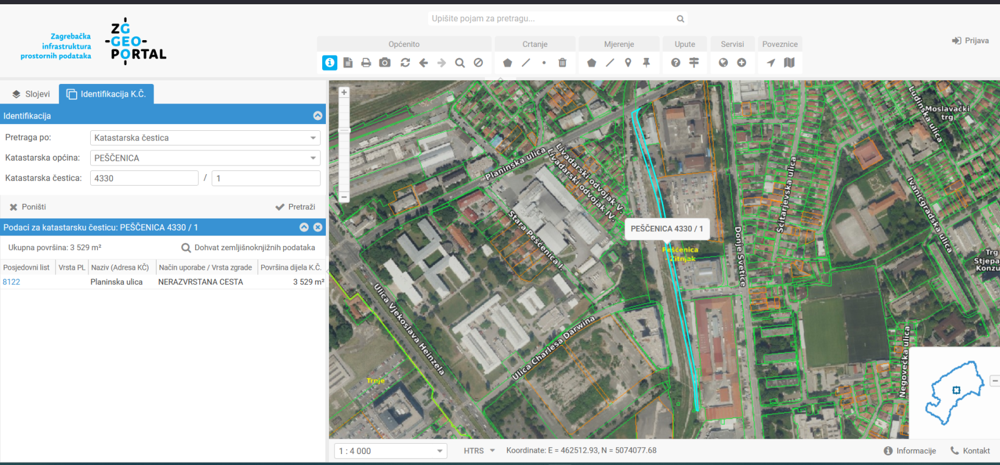 Zagrebačka
infrastruktura
prostornih podataka
ZG
GEO
PORTAL
Upišite pojam za pretragu...
Općenito
Crtanje
Mjerenje
Upute
Servisi
Poveznice
Prijava
Slojevi
Identifikacija K.Č.
Identifikacija
Pretraga po:
Katastarska čestica
Katastarska općina:
PEŠČENICA
Katastarska čestica:
4330 / 1
Poništi
Pretraži
Podaci za katastarsku česticu: PEŠČENICA 4330 / 1
Ukupna površina: 3 529 m²
Dohvat zemljišnoknjižnih podataka
Posjedovni list Vrsta PL Naziv (Adresa KČ) Način uporabe / Vrsta zgrade Površina dijela K.Č.
8122 Planinska ulica NERAZVRSTANA CESTA 3 529 m²
Ludinska ulica
Moslavački
trg
Planinska ulica
Livadarski odvojak V.
Livadarski odvojak IV.
Stara Peščenica I.
Donje Svetice
Sčitarjevska ulica
Ivanićgradska ulica
PEŠČENICA 4330 / 1
Peščenica
- Žitnjak
Trg
Stjepa
Konzu
Ulica Vjekoslava Heinzela
Ulica Charlesa Darwina
Negovečka ulica
Trnje
1 : 4 000
HTRS
Koordinate: E = 462512.93, N = 5074077.68
Informacije
Kontakt